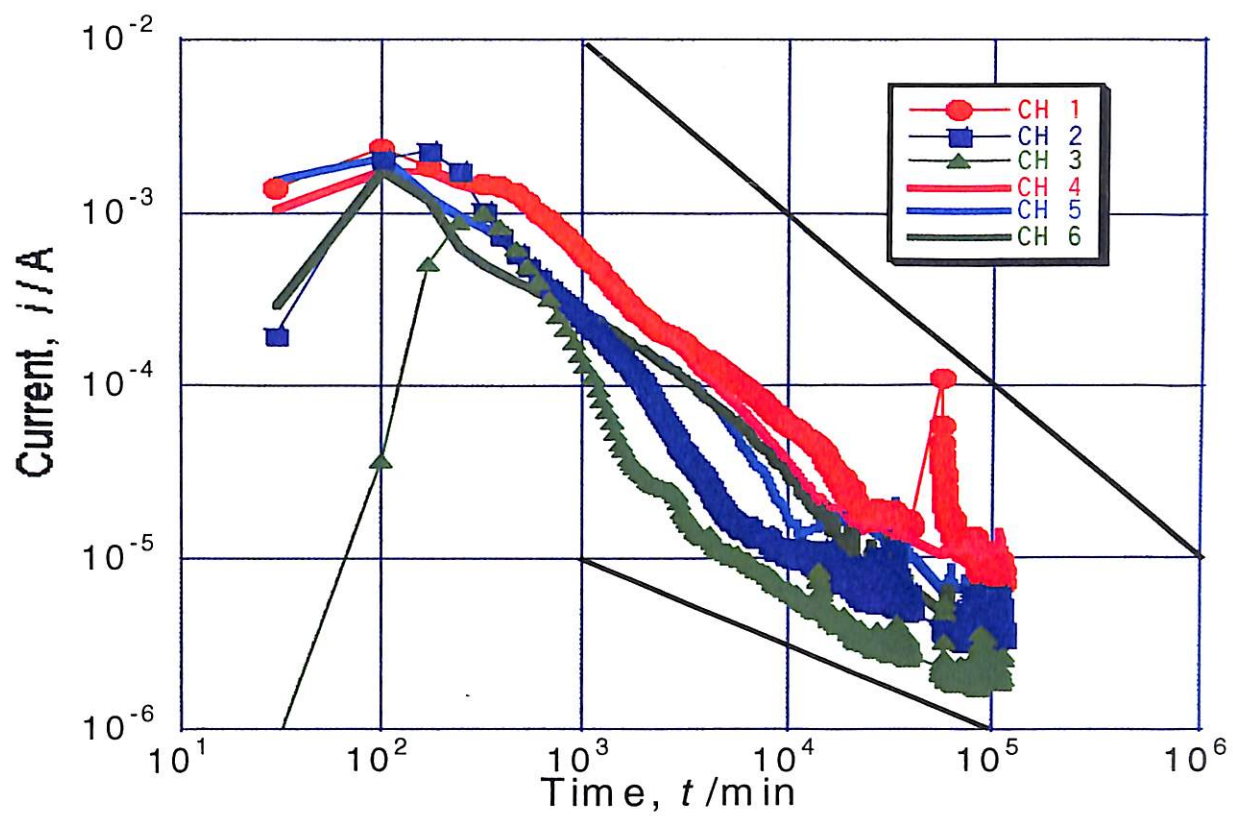 10⁻²
10⁻³
10⁻⁴
10⁻⁵
10⁻⁶
Current, i/A
CH 1
CH 2
CH 3
CH 4
CH 5
CH 6
10¹ 10² 10³ 10⁴ 10⁵ 10⁶
Time, t/min